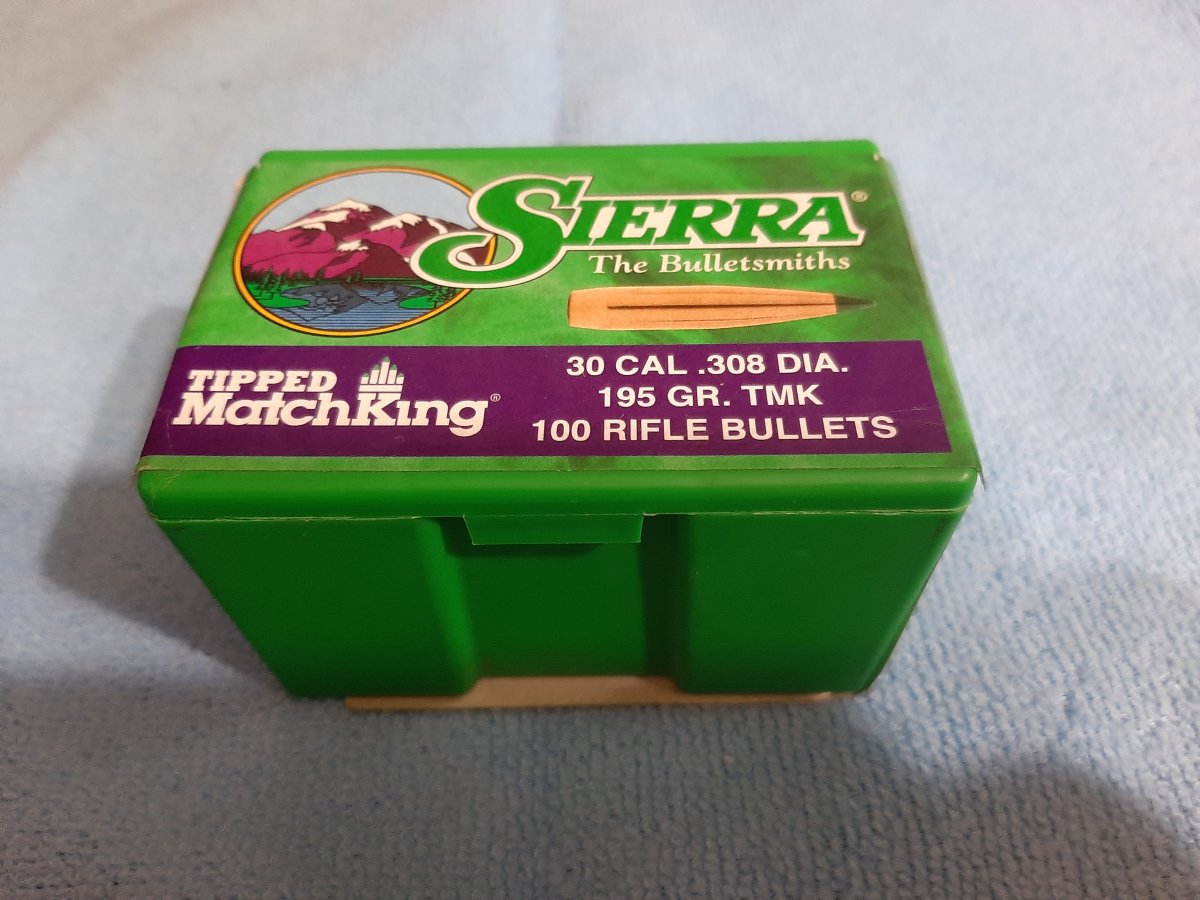 SIERRA®
The Bulletsmiths
TIPPED
MatchKing®
30 CAL .308 DIA.
195 GR. TMK
100 RIFLE BULLETS